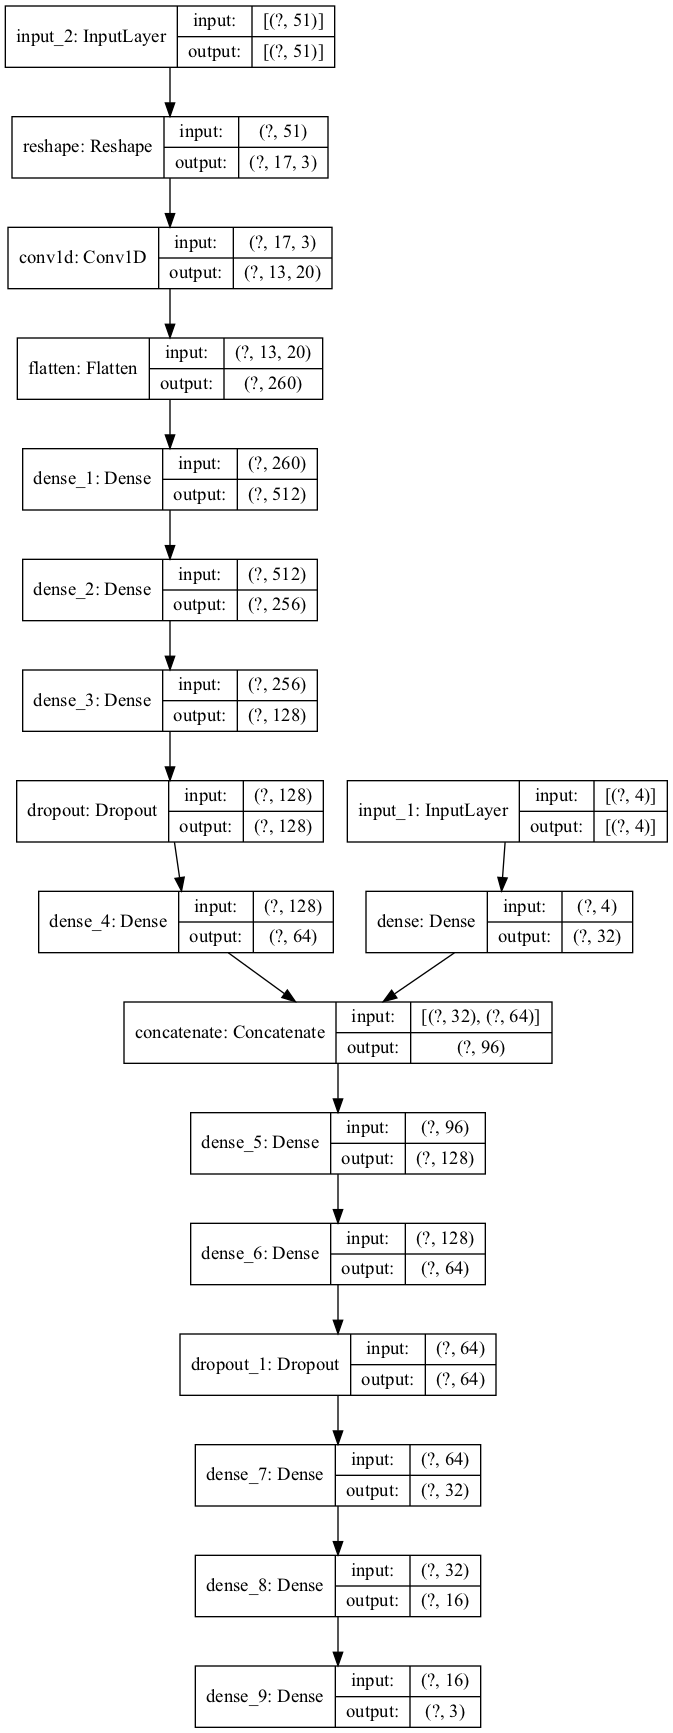 input_2: InputLayer
input: [(?, 51)]
output: [(?, 51)]
reshape: Reshape
input: (?, 51)
output: (?, 17, 3)
conv1d: Conv1D
input: (?, 17, 3)
output: (?, 13, 20)
flatten: Flatten
input: (?, 13, 20)
output: (?, 260)
dense_1: Dense
input: (?, 260)
output: (?, 512)
dense_2: Dense
input: (?, 512)
output: (?, 256)
dense_3: Dense
input: (?, 256)
output: (?, 128)
dropout: Dropout
input: (?, 128)
output: (?, 128)
input_1: InputLayer
input: [(?, 4)]
output: [(?, 4)]
dense_4: Dense
input: (?, 128)
output: (?, 64)
dense: Dense
input: (?, 4)
output: (?, 32)
concatenate: Concatenate
input: [(?, 32), (?, 64)]
output: (?, 96)
dense_5: Dense
input: (?, 96)
output: (?, 128)
dense_6: Dense
input: (?, 128)
output: (?, 64)
dropout_1: Dropout
input: (?, 64)
output: (?, 64)
dense_7: Dense
input: (?, 64)
output: (?, 32)
dense_8: Dense
input: (?, 32)
output: (?, 16)
dense_9: Dense
input: (?, 16)
output: (?, 3)